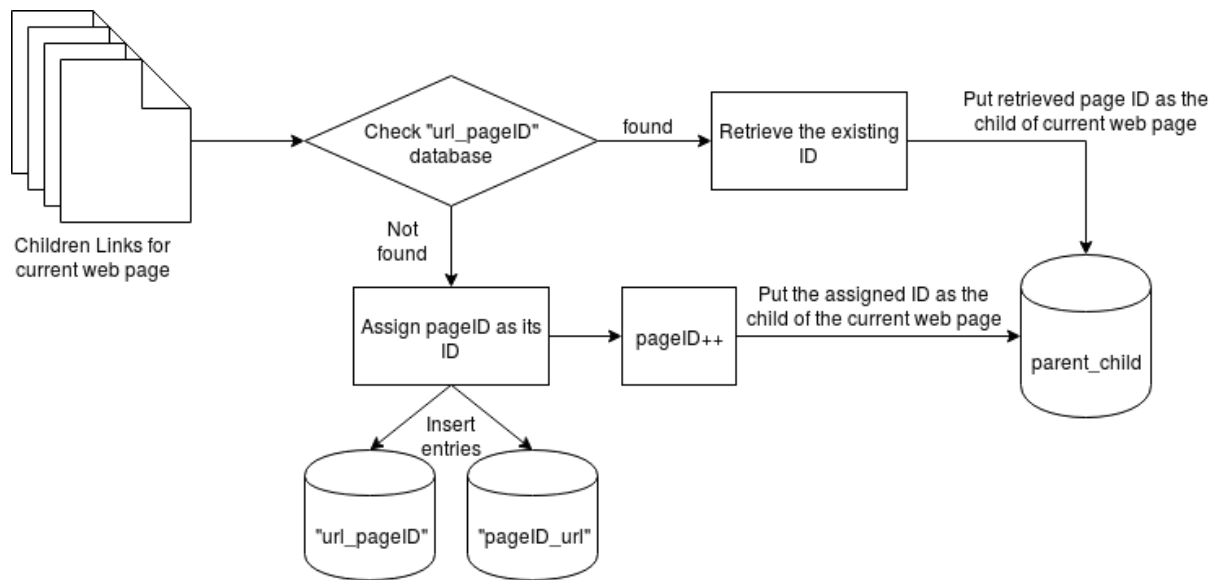 Children Links for
current web page
Check "url_pageID"
database
found
Retrieve the existing
ID
Put retrieved page ID as the
child of current web page
Not
found
Assign pageID as its
ID
pageID++
Put the assigned ID as the
child of the current web page
parent_child
Insert
entries
"url_pageID"
"pageID_url"